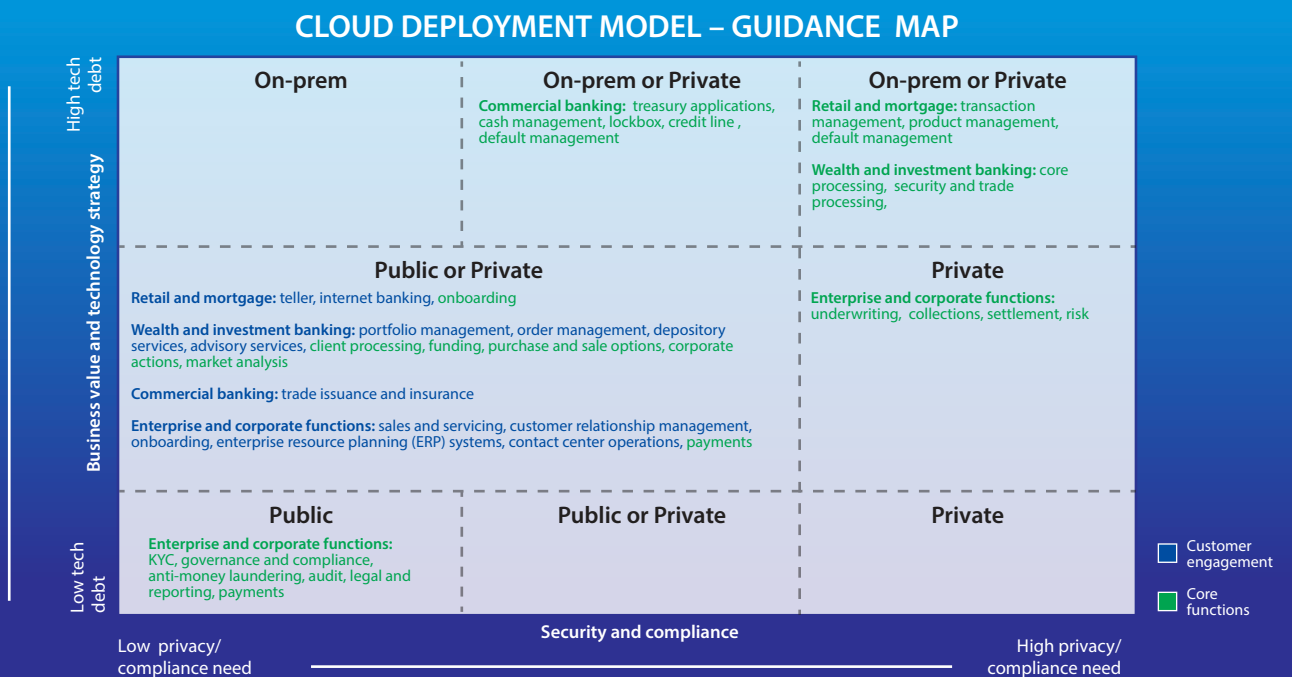 CLOUD DEPLOYMENT MODEL – GUIDANCE MAP
High tech
debt
Business value and technology strategy
Low tech
debt
On-prem
On-prem or Private
Commercial banking: treasury applications,
cash management, lockbox, credit line ,
default management
On-prem or Private
Retail and mortgage: transaction
management, product management,
default management
Wealth and investment banking: core
processing, security and trade
processing,
Public or Private
Retail and mortgage: teller, internet banking, onboarding
Wealth and investment banking: portfolio management, order management, depository
services, advisory services, client processing, funding, purchase and sale options, corporate
actions, market analysis
Commercial banking: trade issuance and insurance
Enterprise and corporate functions: sales and servicing, customer relationship management,
onboarding, enterprise resource planning (ERP) systems, contact center operations, payments
Private
Enterprise and corporate functions:
underwriting, collections, settlement, risk
Public
Enterprise and corporate functions:
KYC, governance and compliance,
anti-money laundering, audit, legal and
reporting, payments
Public or Private
Private
Customer
engagement
Core
functions
Security and compliance
Low privacy/
compliance need
High privacy/
compliance need